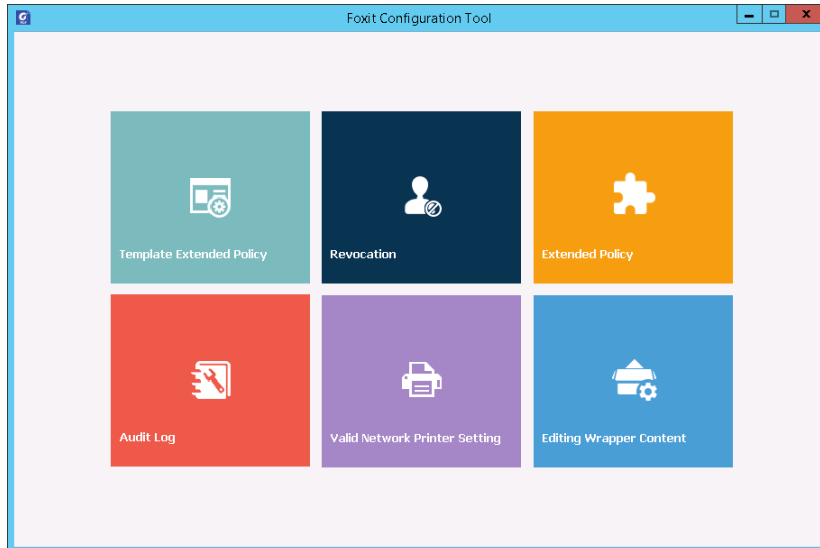 Foxit Configuration Tool
Template Extended Policy
Revocation
Extended Policy
Audit Log
Valid Network Printer Setting
Editing Wrapper Content